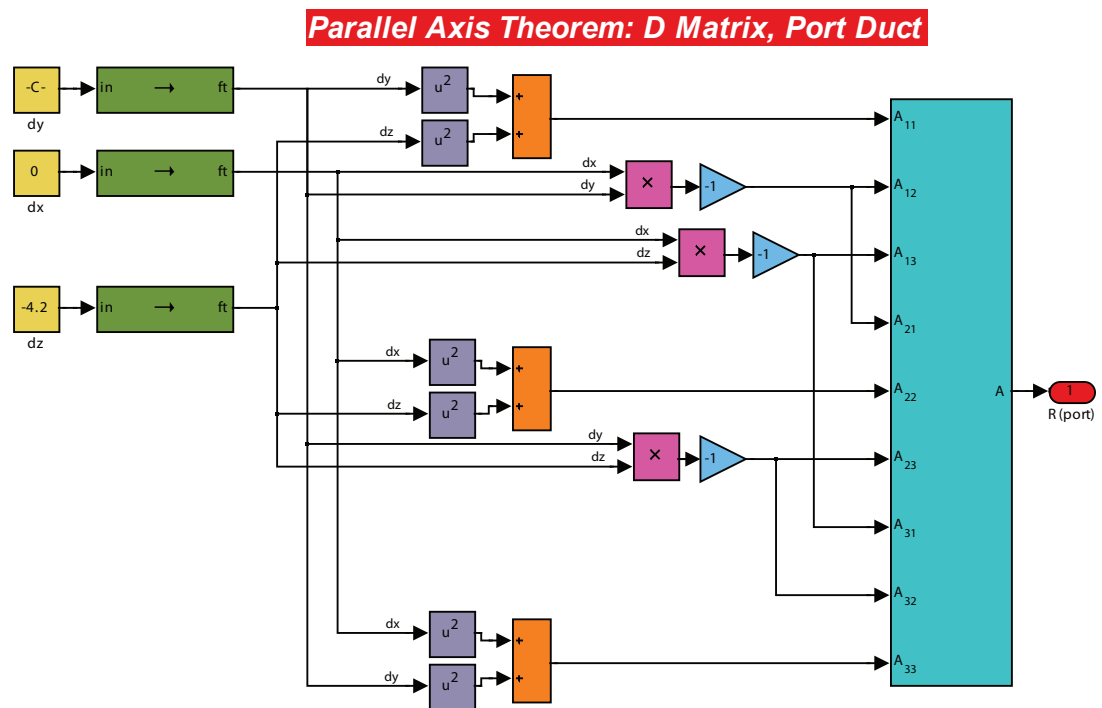 Parallel Axis Theorem: D Matrix, Port Duct
-C-
dy
in → ft
0
dx
in → ft
-4.2
dz
in → ft
dy
u²
dz
u²
+
+
dx
dy
×
-1
dx
dz
×
-1
dx
u²
dz
u²
+
+
dy
dz
×
-1
dx
u²
dy
u²
+
+
A₁₁
A₁₂
A₁₃
A₂₁
A₂₂
A₂₃
A₃₁
A₃₂
A₃₃
A
1
R (port)